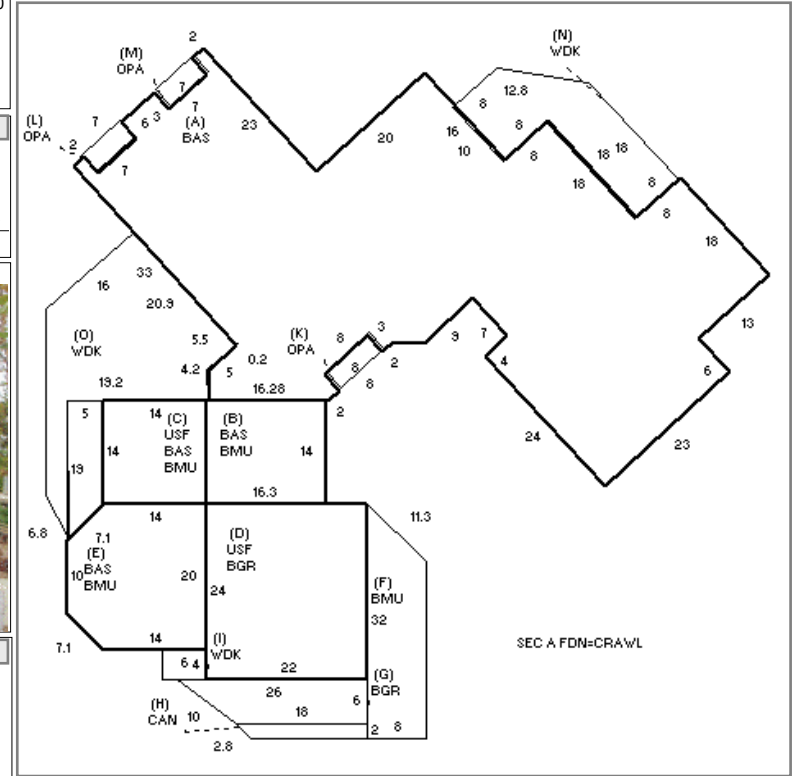 2
(M)
OPA
7
7
(N)
WDK
12.8
8
(L)
OPA
7
6 3
(A)
BAS
23
20
16
10
8
8
18 18
18
8
8
2
7
18
33
16
20.9
5.5
4.2
5
0.2
(O)
WDK
(K)
OPA
8
3
8
2
8
9
7
4
13
6
19.2
16.28
2
24
23
5
14
(C)
USF
BAS
BMU
(B)
BAS
BMU
14
14
19
16.3
6.8
14
7.1
(E)
BAS
BMU
10
20
(D)
USF
BGR
24
11.3
(F)
BMU
32
7.1
14
(I)
WDK
6 4
22
SEC A FDN=CRAWL
(G)
BGR
26
6
(H)
CAN
10
18
2 8
2.8